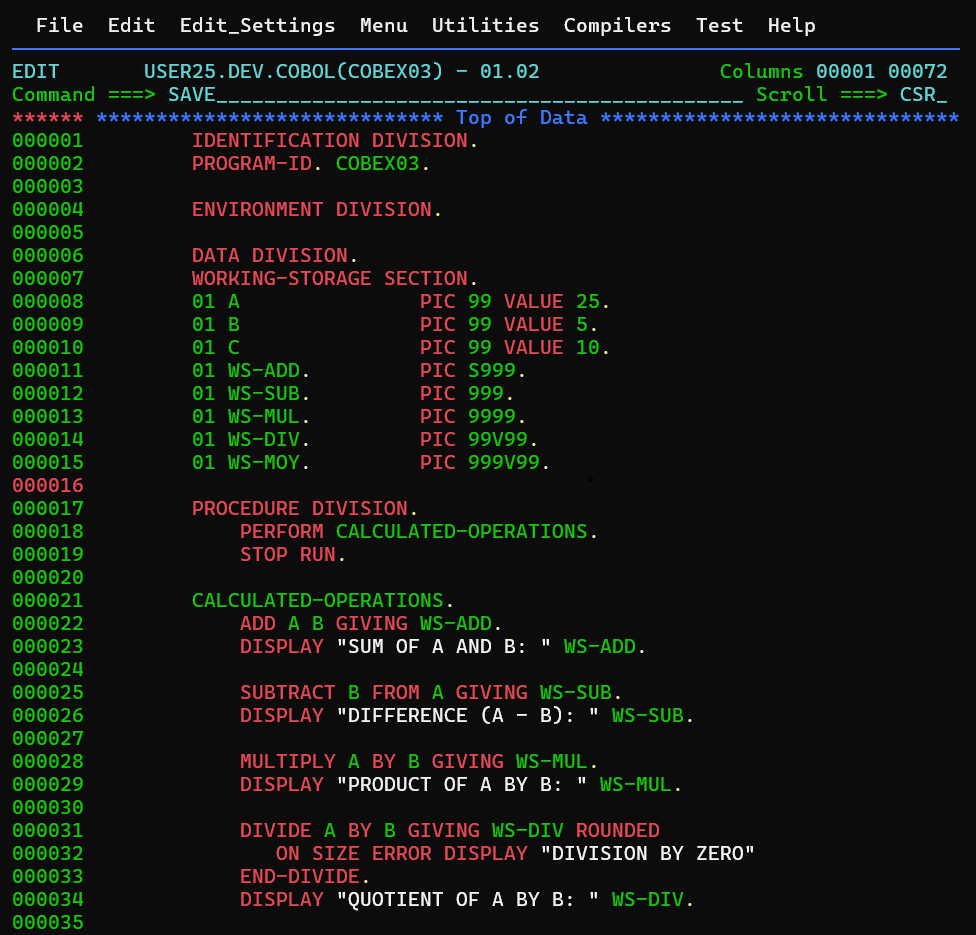 File  Edit  Edit_Settings  Menu  Utilities  Compilers  Test  Help
EDIT       USER25.DEV.COBOL(COBEX03) - 01.02               Columns 00001 00072
Command ===> SAVE____________________________________________ Scroll ===> CSR_
****** ***************************** Top of Data ******************************
000001         IDENTIFICATION DIVISION.
000002         PROGRAM-ID. COBEX03.
000003
000004         ENVIRONMENT DIVISION.
000005
000006         DATA DIVISION.
000007         WORKING-STORAGE SECTION.
000008         01 A               PIC 99 VALUE 25.
000009         01 B               PIC 99 VALUE 5.
000010         01 C               PIC 99 VALUE 10.
000011         01 WS-ADD.         PIC S999.
000012         01 WS-SUB.         PIC 999.
000013         01 WS-MUL.         PIC 9999.
000014         01 WS-DIV.         PIC 99V99.
000015         01 WS-MOY.         PIC 999V99.
000016
000017         PROCEDURE DIVISION.
000018             PERFORM CALCULATED-OPERATIONS.
000019             STOP RUN.
000020
000021         CALCULATED-OPERATIONS.
000022             ADD A B GIVING WS-ADD.
000023             DISPLAY "SUM OF A AND B: " WS-ADD.
000024
000025             SUBTRACT B FROM A GIVING WS-SUB.
000026             DISPLAY "DIFFERENCE (A - B): " WS-SUB.
000027
000028             MULTIPLY A BY B GIVING WS-MUL.
000029             DISPLAY "PRODUCT OF A BY B: " WS-MUL.
000030
000031             DIVIDE A BY B GIVING WS-DIV ROUNDED
000032                ON SIZE ERROR DISPLAY "DIVISION BY ZERO"
000033             END-DIVIDE.
000034             DISPLAY "QUOTIENT OF A BY B: " WS-DIV.
000035